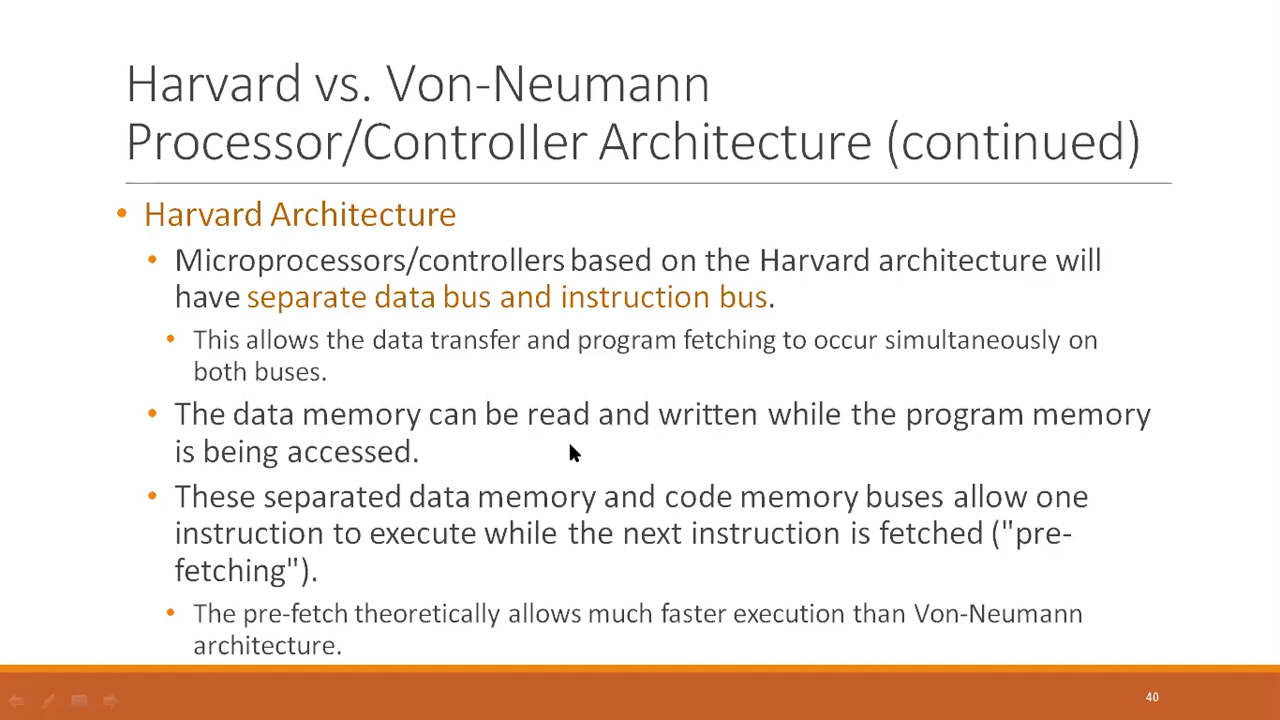 Harvard vs. Von-Neumann
Processor/Controller Architecture (continued)
• Harvard Architecture
• Microprocessors/controllers based on the Harvard architecture will
have separate data bus and instruction bus.
• This allows the data transfer and program fetching to occur simultaneously on
both buses.
• The data memory can be read and written while the program memory
is being accessed.
• These separated data memory and code memory buses allow one
instruction to execute while the next instruction is fetched ("pre-
fetching").
• The pre-fetch theoretically allows much faster execution than Von-Neumann
architecture.
40